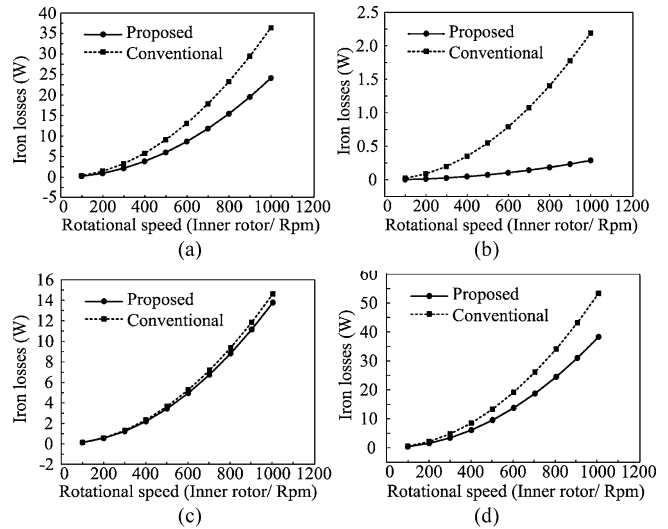 40
35
30
25
20
15
10
5
0
-5
Iron losses (W)
Proposed
Conventional
0 200 400 600 800 1000 1200
Rotational speed (Inner rotor/ Rpm)
(a)
2.5
2.0
1.5
1.0
0.5
0
Iron losses (W)
Proposed
Conventional
0 200 400 600 800 1000 1200
Rotational speed (Inner rotor/ Rpm)
(b)
16
14
12
10
8
6
4
2
0
-2
Iron losses (W)
Proposed
Conventional
0 200 400 600 800 1000 1200
Rotational speed (Inner rotor/ Rpm)
(c)
60
50
40
30
20
10
0
Iron losses (W)
Proposed
Conventional
0 200 400 600 800 1000 1200
Rotational speed (Inner rotor/ Rpm)
(d)